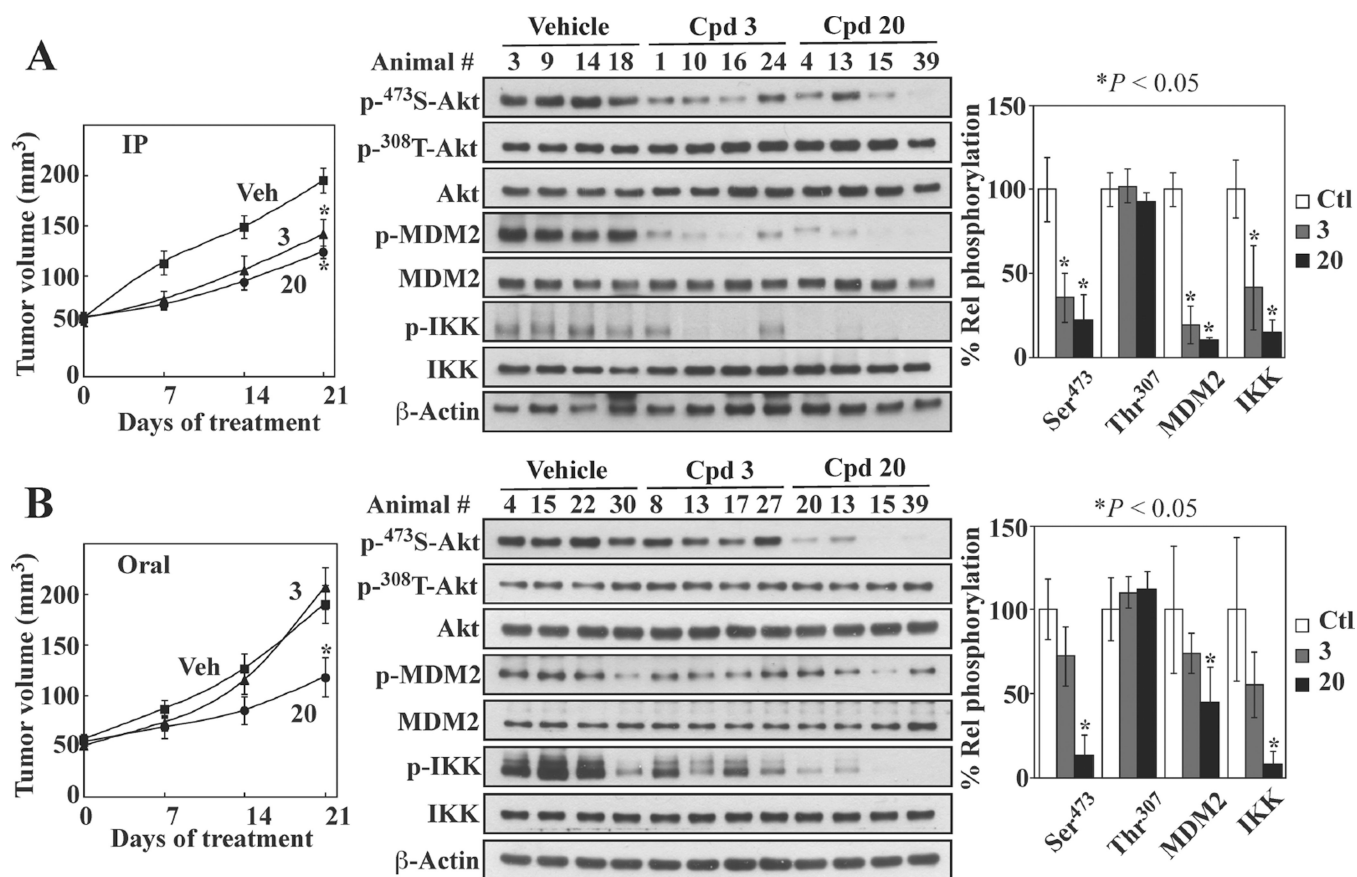 A
IP
Tumor volume (mm³)
200
150
100
50
0
Veh
3
20
*
*
0 7 14 21
Days of treatment
Vehicle Cpd 3 Cpd 20
Animal # 3 9 14 18 1 10 16 24 4 13 15 39
p-⁴⁷³S-Akt
p-³⁰⁸T-Akt
Akt
p-MDM2
MDM2
p-IKK
IKK
β-Actin
*P < 0.05
% Rel phosphorylation
150
100
50
0
* * * * * *
Ser⁴⁷³ Thr³⁰⁷ MDM2 IKK
Ctl
3
20
B
Oral
Tumor volume (mm³)
200
150
100
50
0
3
Veh
*
20
0 7 14 21
Days of treatment
Vehicle Cpd 3 Cpd 20
Animal # 4 15 22 30 8 13 17 27 20 13 15 39
p-⁴⁷³S-Akt
p-³⁰⁸T-Akt
Akt
p-MDM2
MDM2
p-IKK
IKK
β-Actin
*P < 0.05
% Rel phosphorylation
150
100
50
0
* * *
Ser⁴⁷³ Thr³⁰⁷ MDM2 IKK
Ctl
3
20